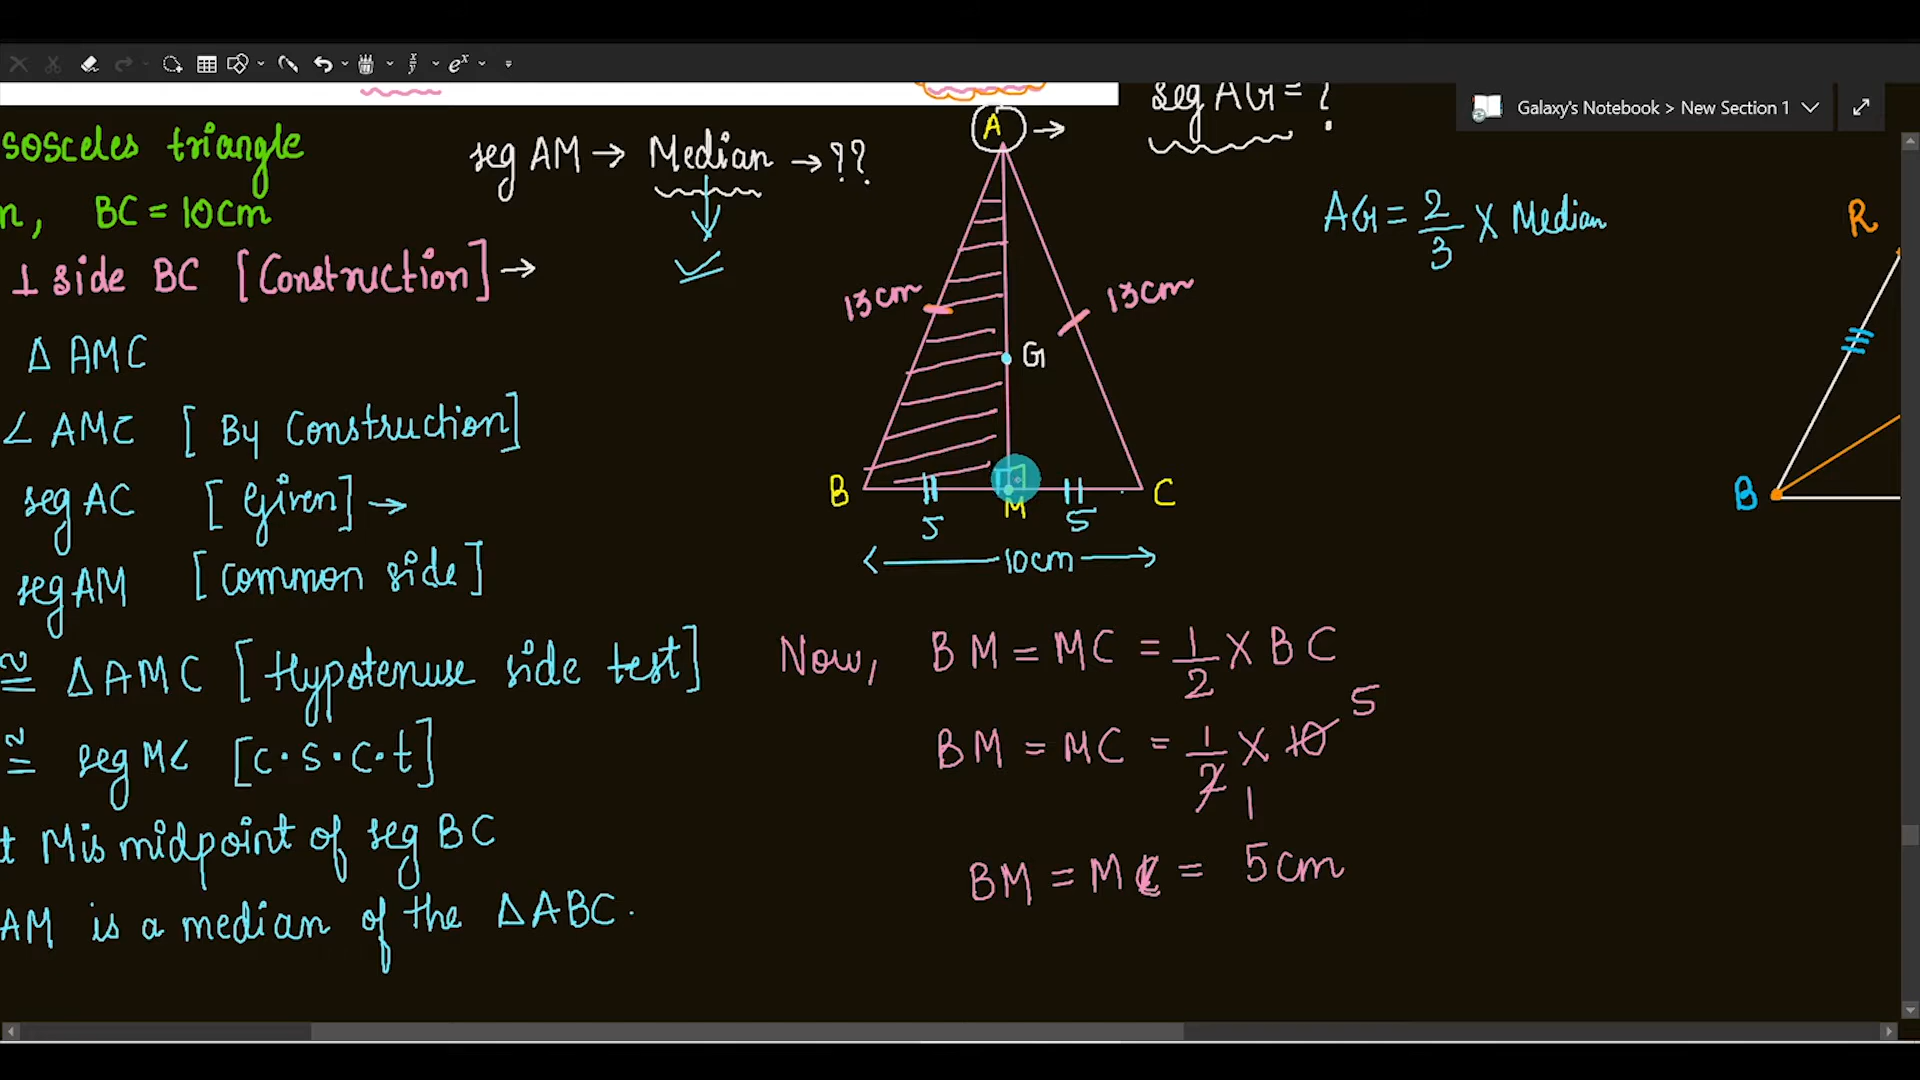 Galaxy's Notebook > New Section 1
sosceles triangle
BC = 10cm
⊥ side BC [Construction] →
Δ AMC
∠ AMC [By Construction]
seg AC [Given] →
seg AM [Common side]
≅ Δ AMC [Hypotenuse side test]
≅ seg MC [C.S.C.t]
t M is midpoint of seg BC
AM is a median of the Δ ABC.
seg AM → Median → ??
seg AG = ?
A →
13cm
13cm
G
B
M
C
5
5
10cm
AG = 2/3 X Median
R
B
Now, BM = MC = 1/2 X BC
BM = MC = 1/2 X 10 5
1
BM = MC = 5cm